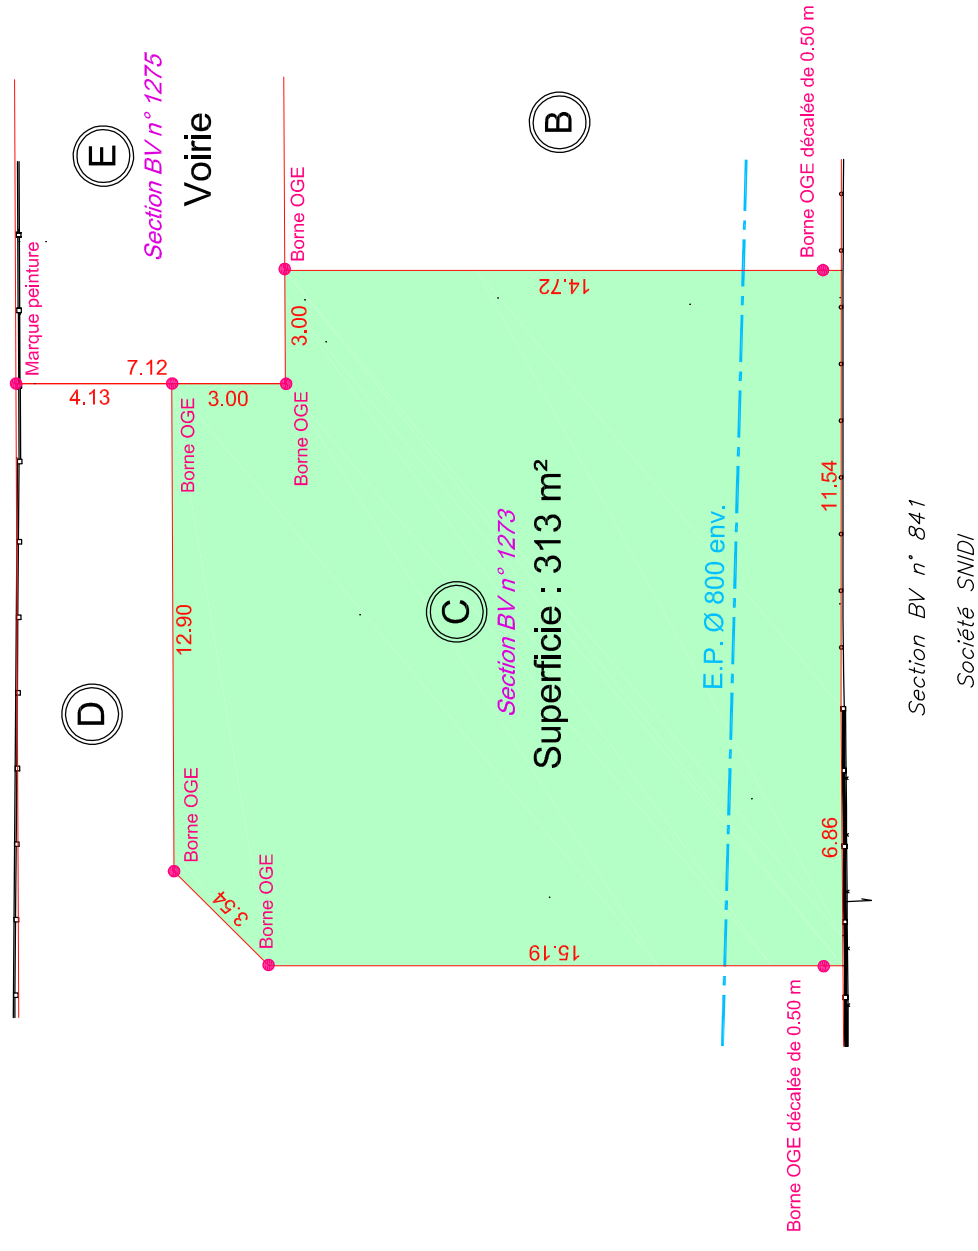 E
Section BV n° 1275
Voirie
B
Marque peinture
Borne OGE
Borne OGE décalée de 0.50 m
4.13
7.12
3.00
3.00
14.72
Borne OGE
Borne OGE
12.90
D
C
Section BV n° 1273
Superficie : 313 m²
E.P. Ø 800 env.
11.54
Borne OGE
3.54
Borne OGE
15.19
6.86
Borne OGE décalée de 0.50 m
Section BV n° 841
Société SNIDI